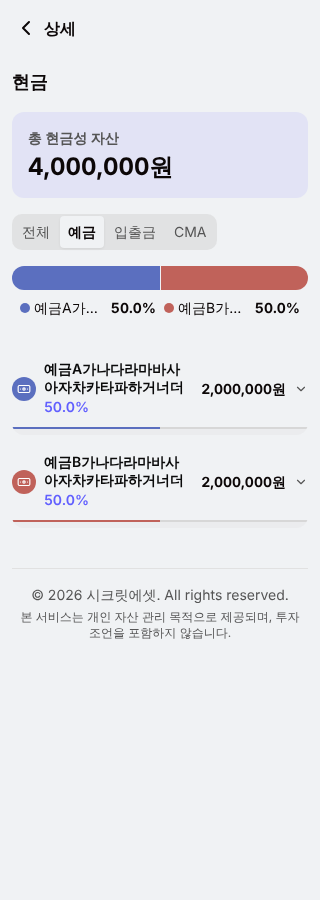 상세
현금
총 현금성 자산
4,000,000원
전체 예금 입출금 CMA
예금A가... 50.0% 예금B가... 50.0%
예금A가나다라마바사
아자차카타파하거너더
2,000,000원
50.0%
예금B가나다라마바사
아자차카타파하거너더
2,000,000원
50.0%
© 2026 시크릿에셋. All rights reserved.
본 서비스는 개인 자산 관리 목적으로 제공되며, 투자
조언을 포함하지 않습니다.